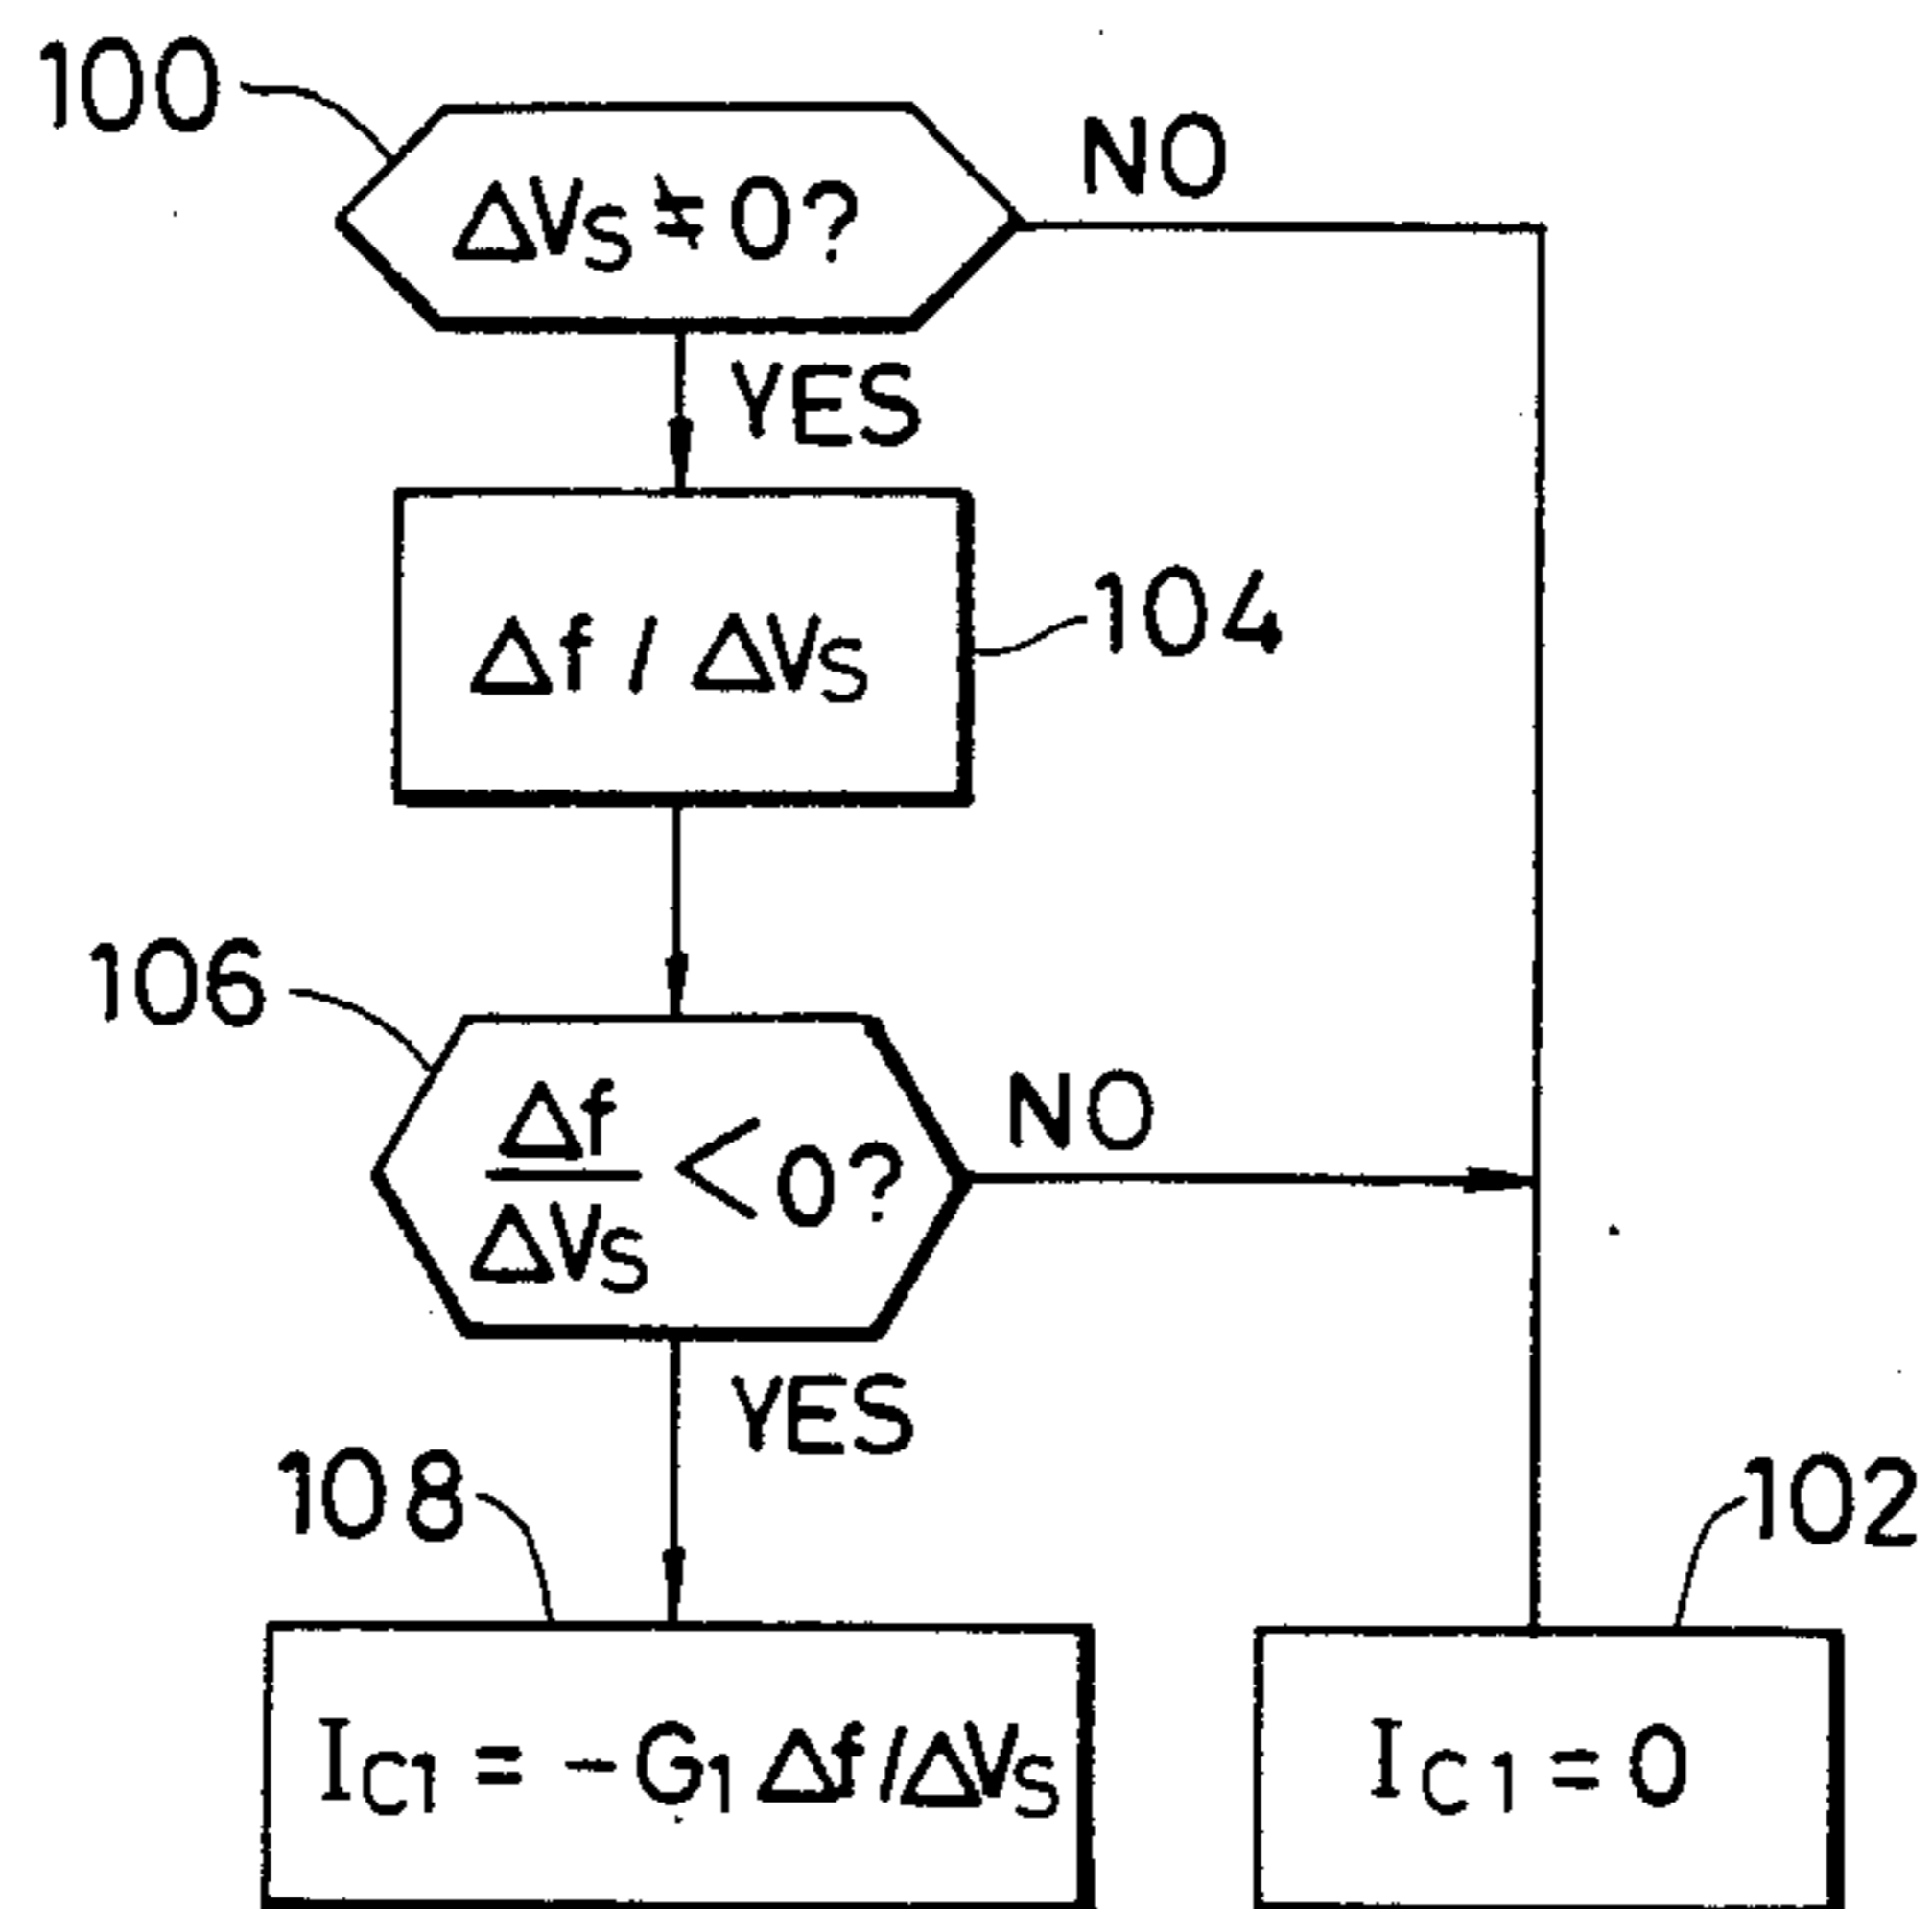 100
ΔVS ≠ 0?
NO
YES
Δf / ΔVS
104
106
Δf
ΔVS
< 0?
NO
YES
108
102
IC1 = -G1 Δf/ΔVS
IC1 = 0